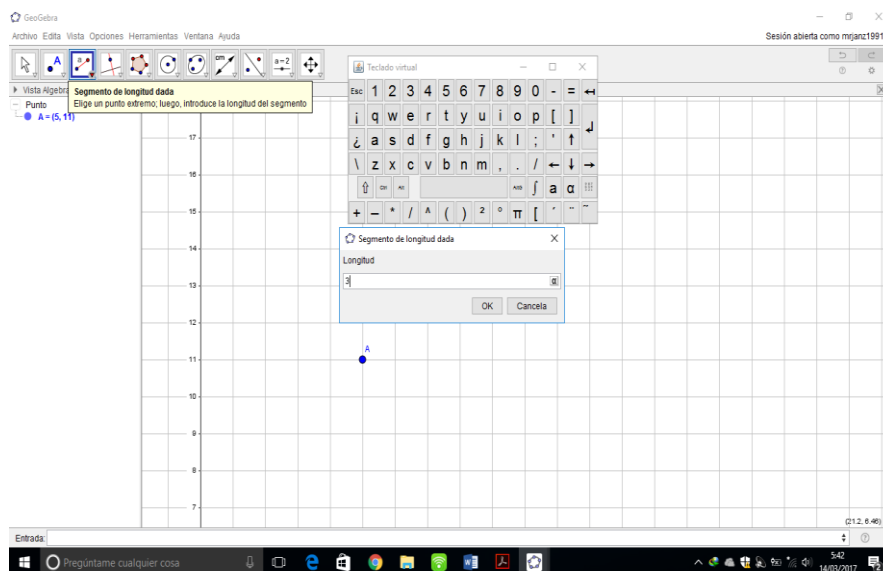 GeoGebra
Archivo Edita Vista Opciones Herramientas Ventana Ayuda
Sesión abierta como mrjanz1991
A
a=2
cm
Vista Algebra
Segmento de longitud dada
Elige un punto extremo; luego, introduce la longitud del segmento
Punto
A = (5, 11)
Teclado virtual
Esc 1 2 3 4 5 6 7 8 9 0 - =
¡ q w e r t y u i o p [ ]
¿ a s d f g h j k l ; '
\ z x c v b n m , . /
Ctrl Alt ∫ a α
+ – * / ^ ( ) ² ° π [ ´ ¨ ~
Segmento de longitud dada
Longitud
3
α
OK Cancela
A
17
16
15
14
13
12
11
10
9
8
7
(21.2, 6.46)
Entrada:
Pregúntame cualquier cosa
5:42
14/03/2017